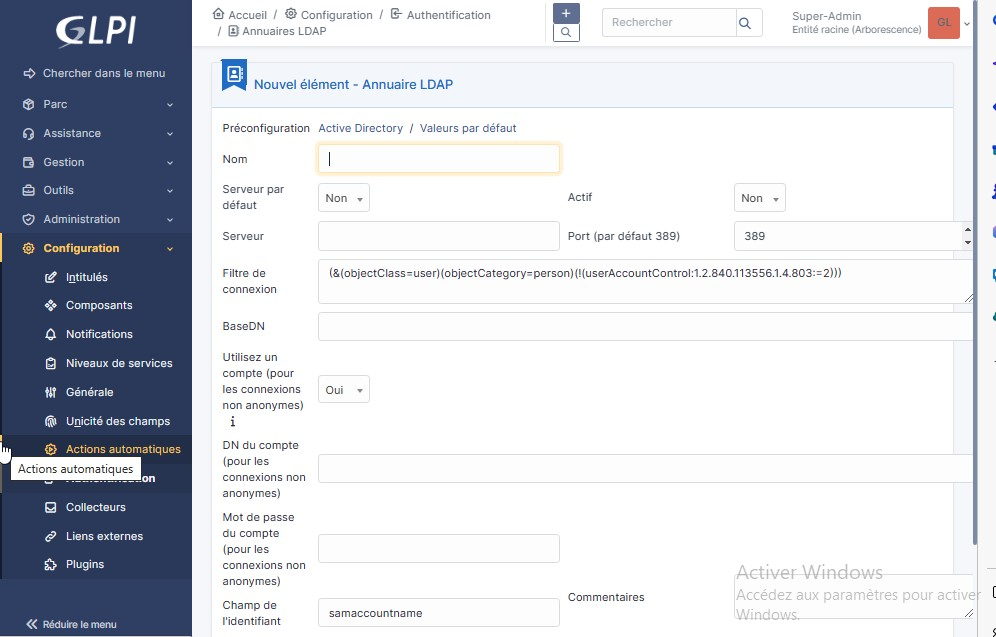 GLPI
Chercher dans le menu
Parc
Assistance
Gestion
Outils
Administration
Configuration
Intitulés
Composants
Notifications
Niveaux de services
Générale
Unicité des champs
Actions automatiques
Actions automatiques
Authentification
Collecteurs
Liens externes
Plugins
Réduire le menu
Accueil / Configuration / Authentification
/ Annuaires LDAP
Rechercher
Super-Admin
Entité racine (Arborescence)
GL
Nouvel élément - Annuaire LDAP
Préconfiguration Active Directory / Valeurs par défaut
Nom
Serveur par
défaut
Non
Actif
Non
Serveur
Port (par défaut 389)
389
Filtre de
connexion
(&(objectClass=user)(objectCategory=person)(!(userAccountControl:1.2.840.113556.1.4.803:=2)))
BaseDN
Utilisez un
compte (pour
les connexions
non anonymes)
i
Oui
DN du compte
(pour les
connexions non
anonymes)
Mot de passe
du compte
(pour les
connexions non
anonymes)
Champ de
l'identifiant
samaccountname
Commentaires
Activer Windows
Accédez aux paramètres pour activer
Windows.